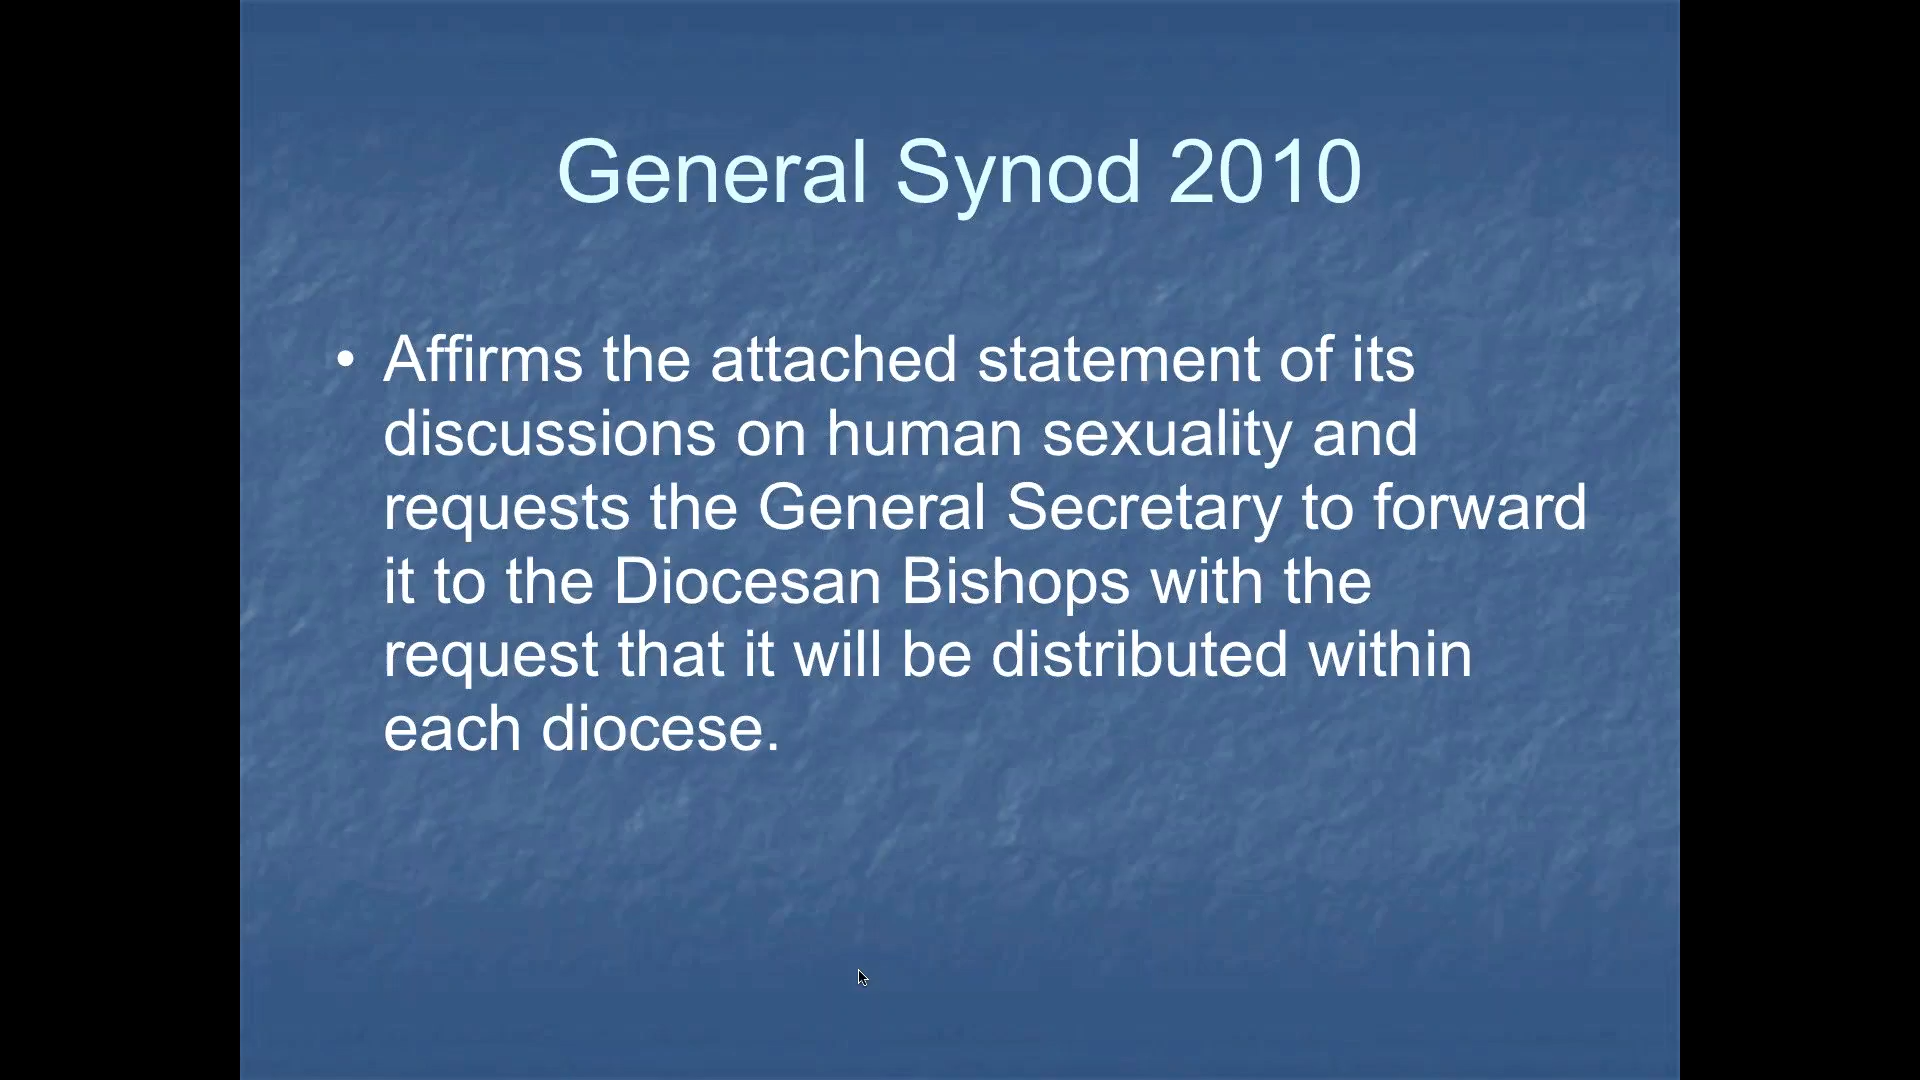 General Synod 2010
• Affirms the attached statement of its
discussions on human sexuality and
requests the General Secretary to forward
it to the Diocesan Bishops with the
request that it will be distributed within
each diocese.